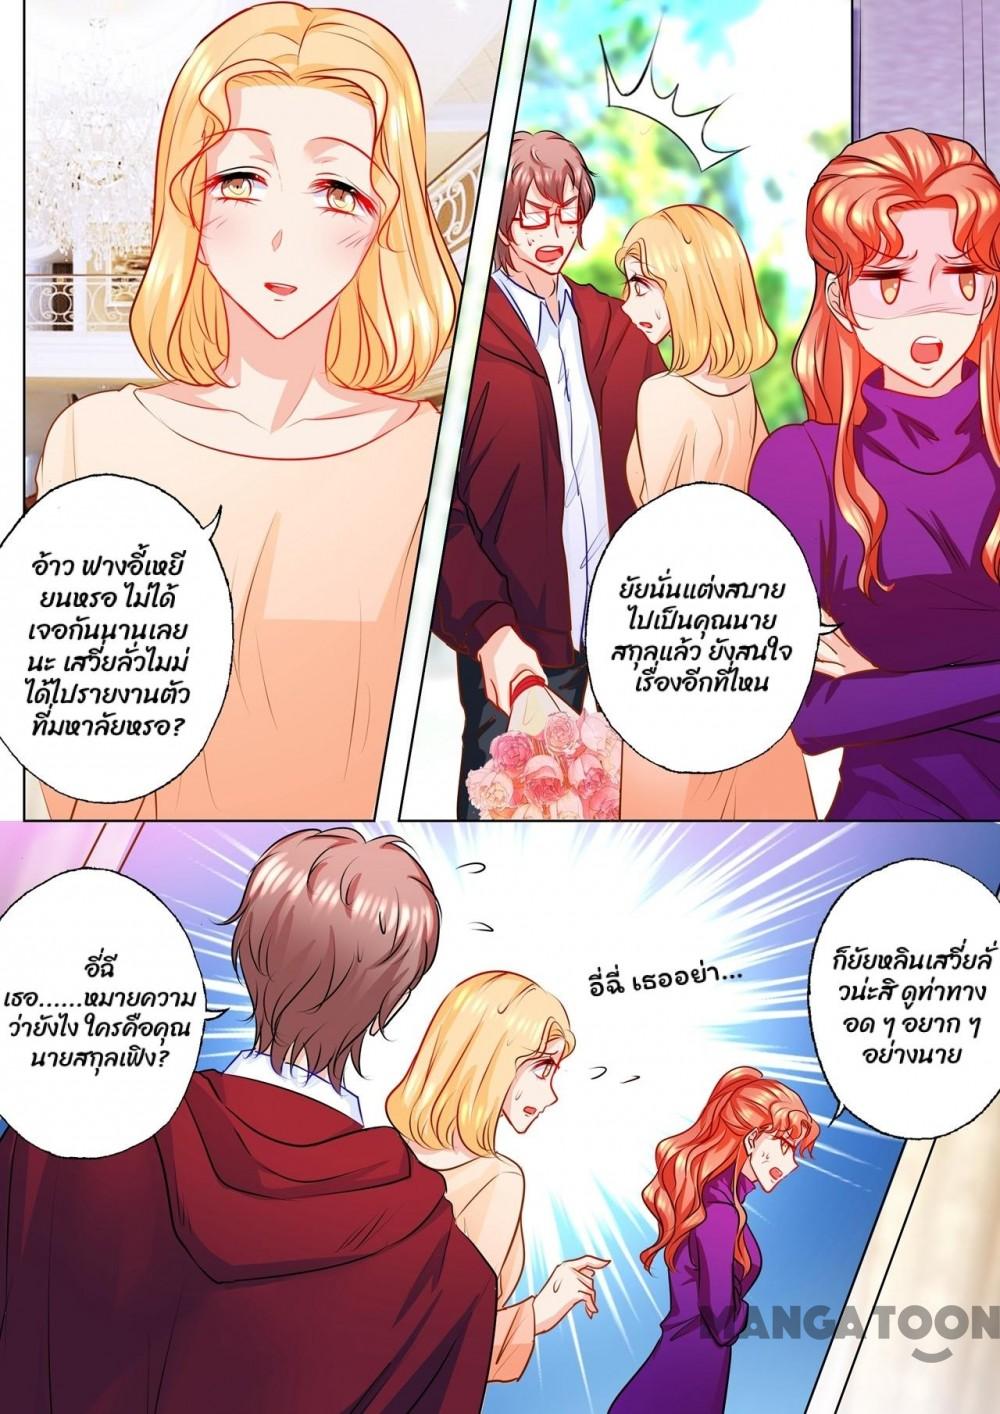 อ้าว ฟางอี้เหยี
ยนหรอ ไม่ได้
เจอกันนานเลย
นะ เสวี่ยลั่วไม่ม่
ได้ไปรายงานตัว
ที่มหาลัยหรอ?
ยัยนั่นแต่งสบาย
ไปเป็นคุณนาย
สกุลแล้ว ยังสนใจ
เรื่องอีกที่ไหน
ก็ยัยหลินเสวี่ยลั่
วน่ะสิ ดูท่าทาง
อด ๆ อยาก ๆ
อย่างนาย
อี่ฉี่ เธออย่า...
อี่ฉี
เธอ......หมายความ
ว่ายังไง ใครคือคุณ
นายสกุลเฟิง?
MANGATOON